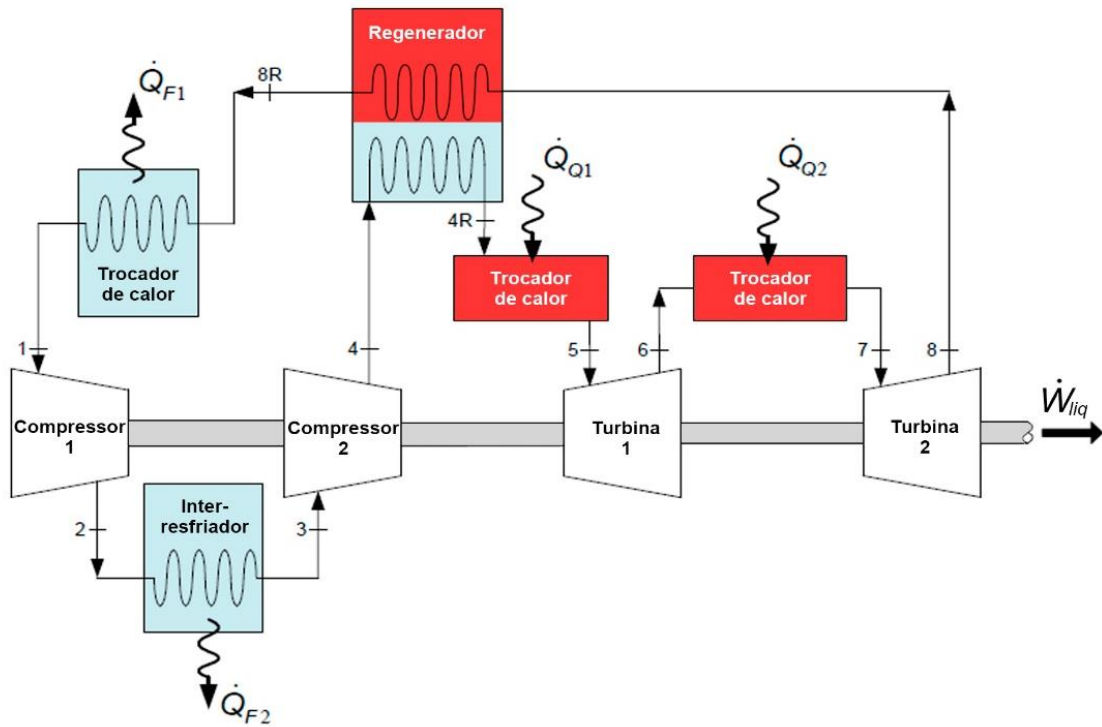 Regenerador
8R
Q̇F1
Q̇Q1
Q̇Q2
4R
Trocador
de calor
Trocador
de calor
Trocador
de calor
1
4
5
6
7
8
Compressor
1
Compressor
2
Turbina
1
Turbina
2
Ẇliq
2
Inter-
resfriador
3
Q̇F2